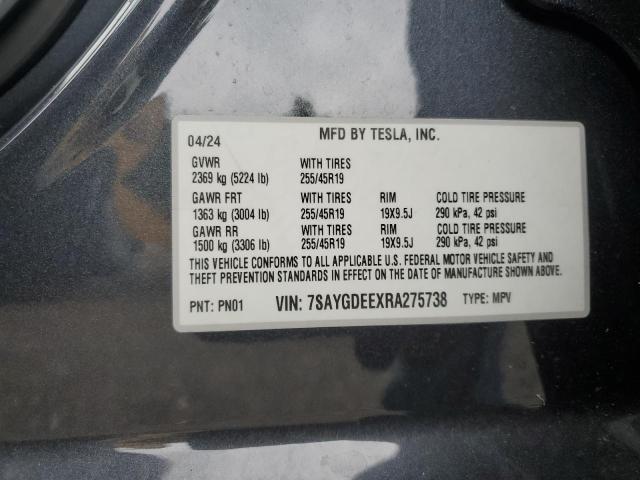 04/24 MFD BY TESLA, INC.
GVWR WITH TIRES
2369 kg (5224 lb) 255/45R19
GAWR FRT WITH TIRES RIM COLD TIRE PRESSURE
1363 kg (3004 lb) 255/45R19 19X9.5J 290 kPa, 42 psi
GAWR RR WITH TIRES RIM COLD TIRE PRESSURE
1500 kg (3306 lb) 255/45R19 19X9.5J 290 kPa, 42 psi
THIS VEHICLE CONFORMS TO ALL APPLICABLE U.S. FEDERAL MOTOR VEHICLE SAFETY AND
THEFT PREVENTION STANDARDS IN EFFECT ON THE DATE OF MANUFACTURE SHOWN ABOVE.
PNT: PN01 VIN: 7SAYGDEEXRA275738 TYPE: MPV